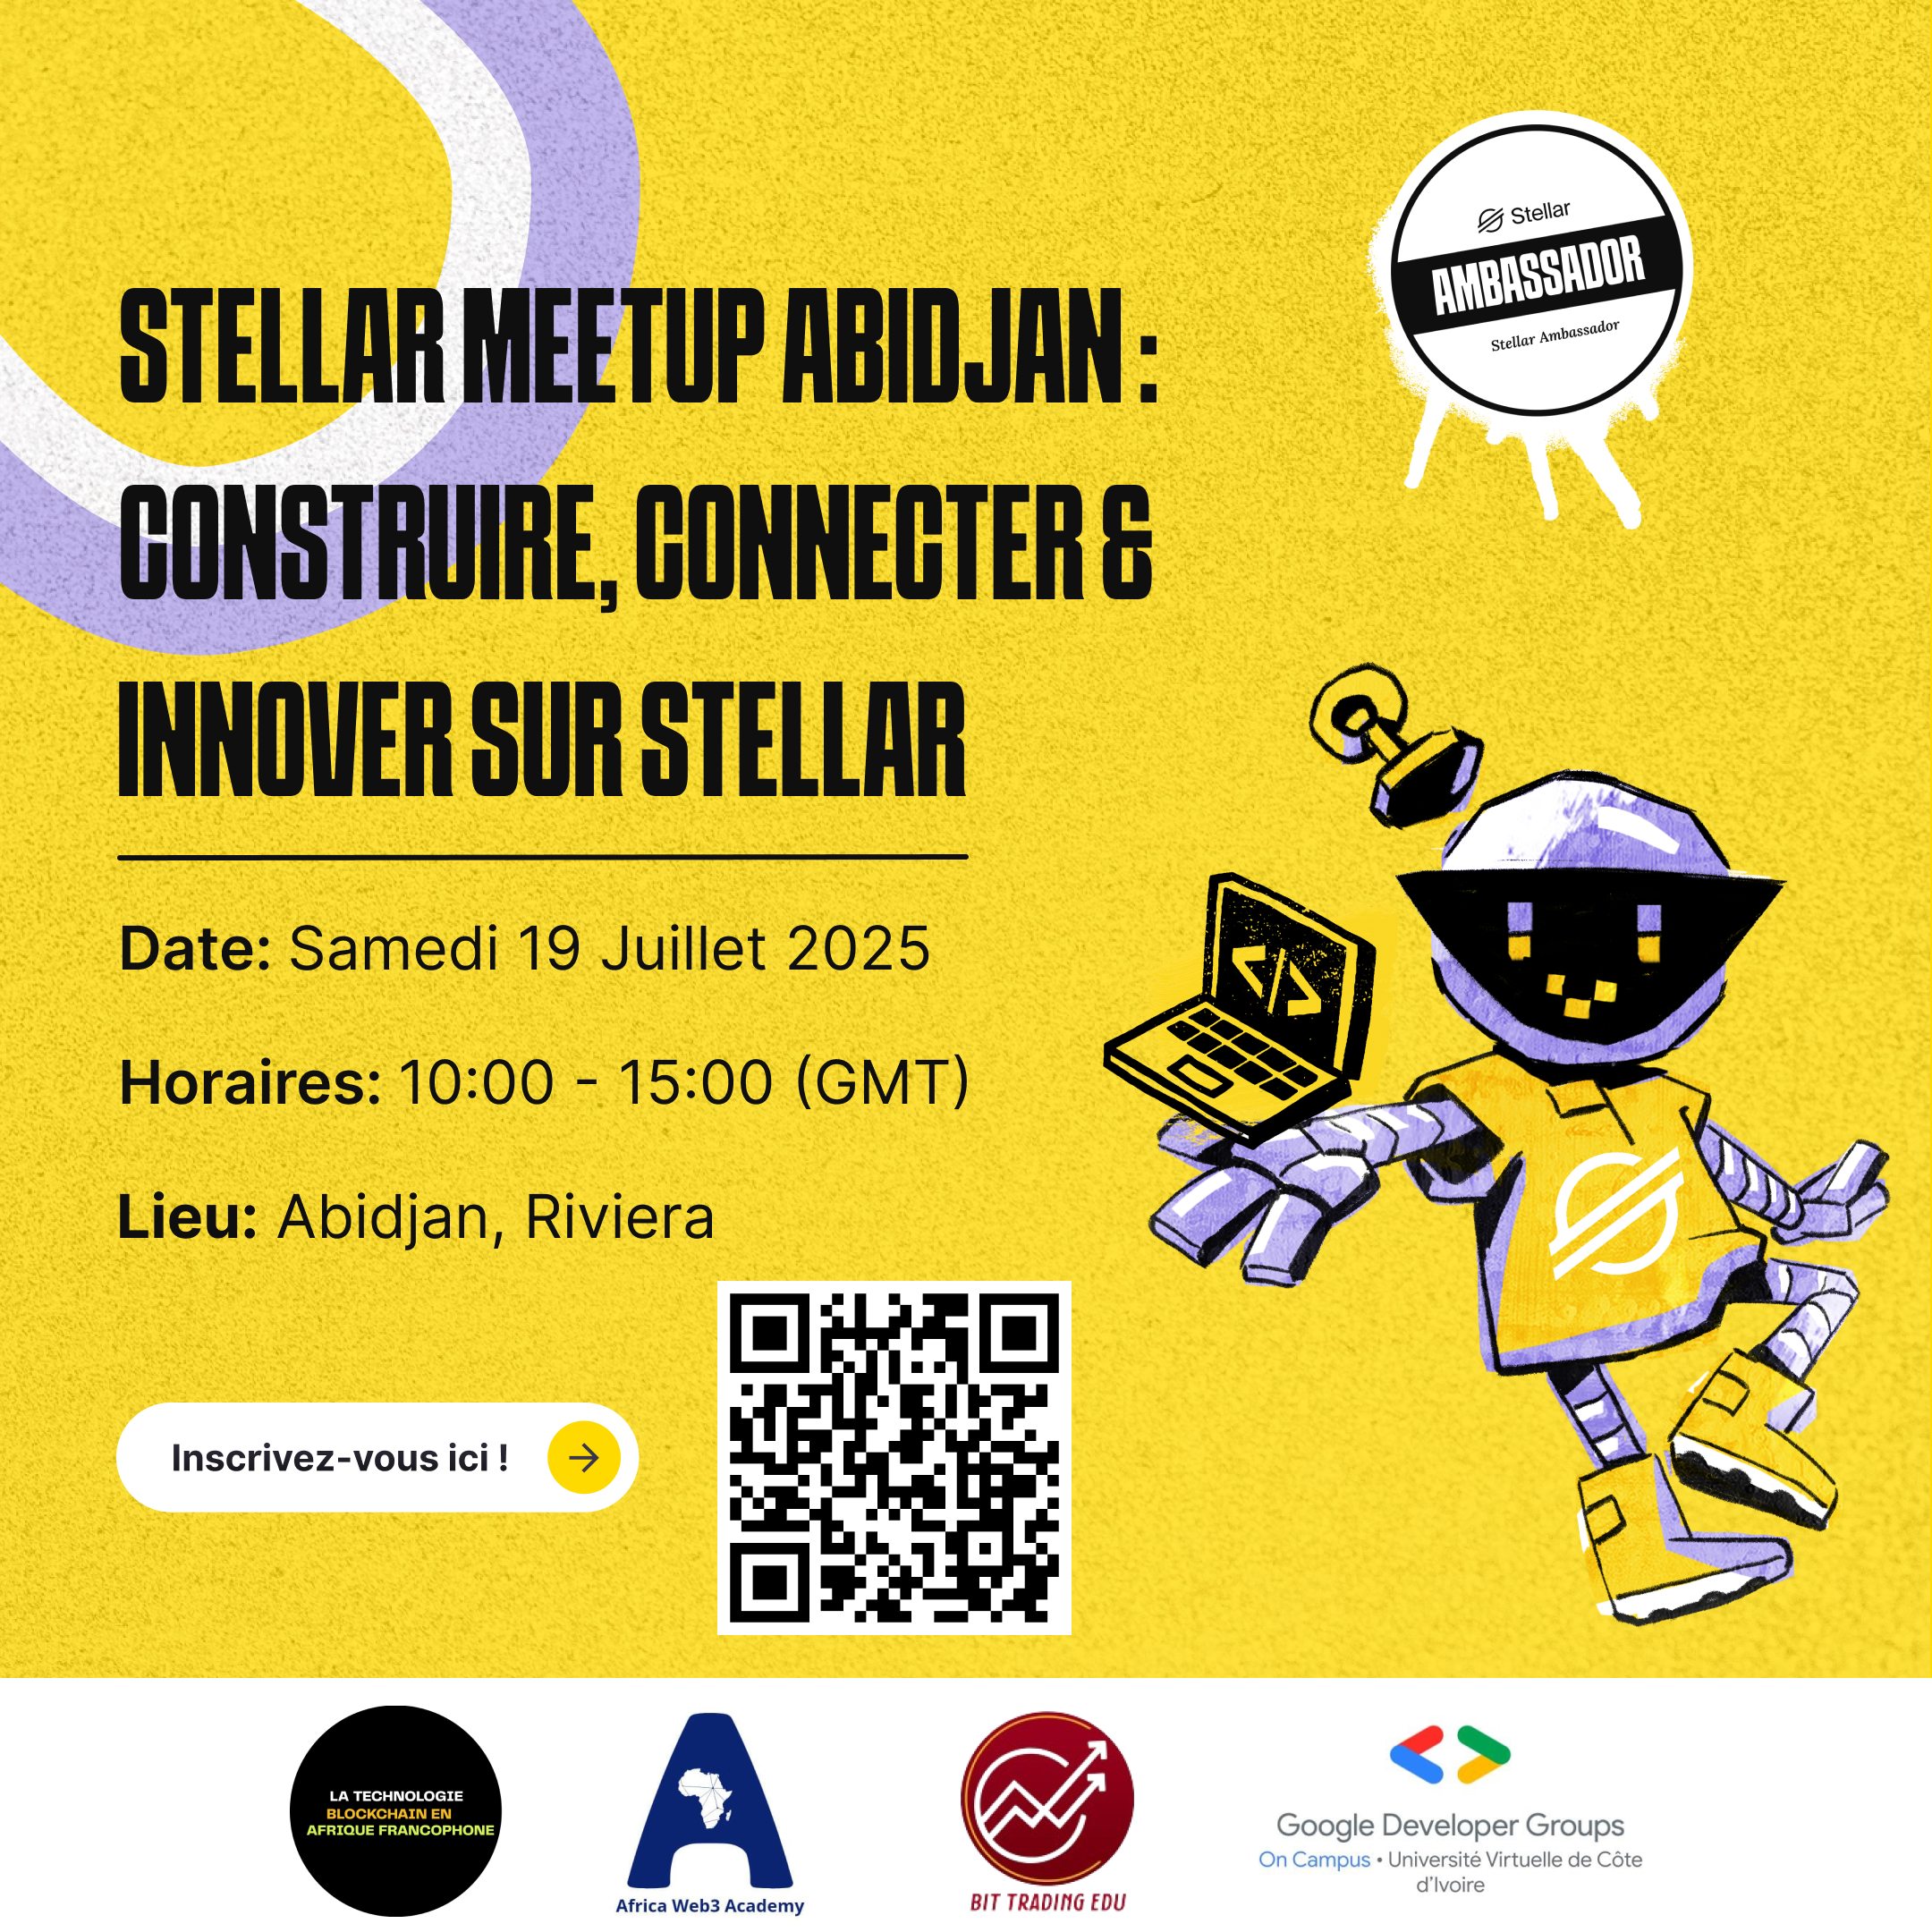 Stellar
AMBASSADOR
Stellar Ambassador
STELLAR MEETUP ABIDJAN :
CONSTRUIRE, CONNECTER &
INNOVER SUR STELLAR
</>
Date: Samedi 19 Juillet 2025
Horaires: 10:00 - 15:00 (GMT)
Lieu: Abidjan, Riviera
Inscrivez-vous ici !
LA TECHNOLOGIE
BLOCKCHAIN EN
AFRIQUE FRANCOPHONE
Africa Web3 Academy
BIT TRADING EDU
Google Developer Groups
On Campus • Université Virtuelle de Côte
d'Ivoire